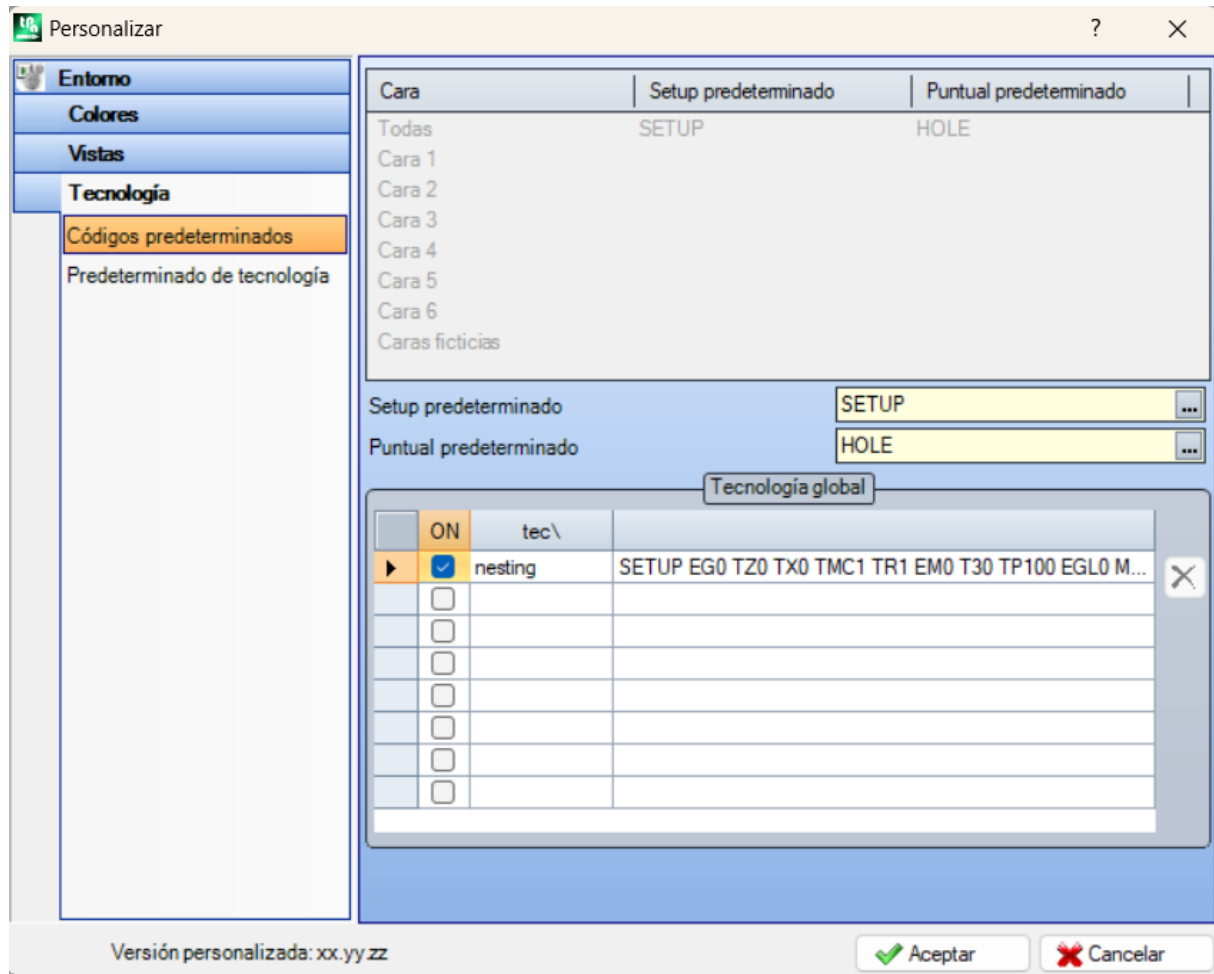 Personalizar ?
Entorno
Colores
Vistas
Tecnología
Códigos predeterminados
Predeterminado de tecnología
Cara Setup predeterminado Puntual predeterminado
Todas SETUP HOLE
Cara 1
Cara 2
Cara 3
Cara 4
Cara 5
Cara 6
Caras ficticias
Setup predeterminado SETUP ...
Puntual predeterminado HOLE ...
Tecnología global
ON tec\
nesting SETUP EG0 TZ0 TX0 TMC1 TR1 EM0 T30 TP100 EGL0 M...
Versión personalizada: xx.yy.zz
Aceptar Cancelar